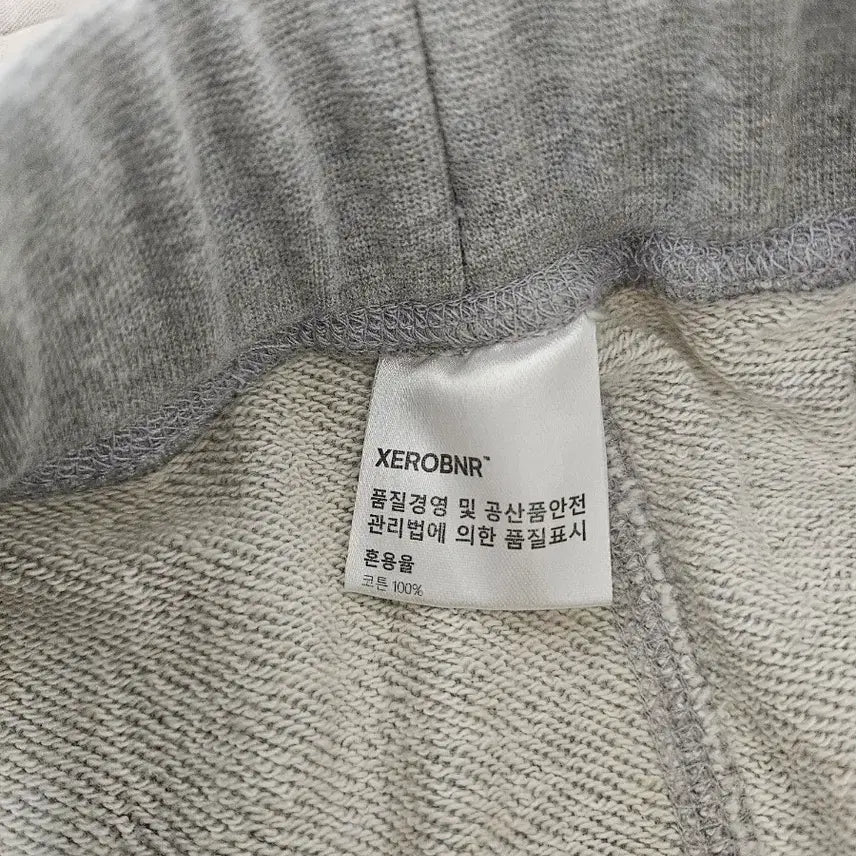 XEROBNR™
품질경영 및 공산품안전
관리법에 의한 품질표시
혼용율
코튼 100%